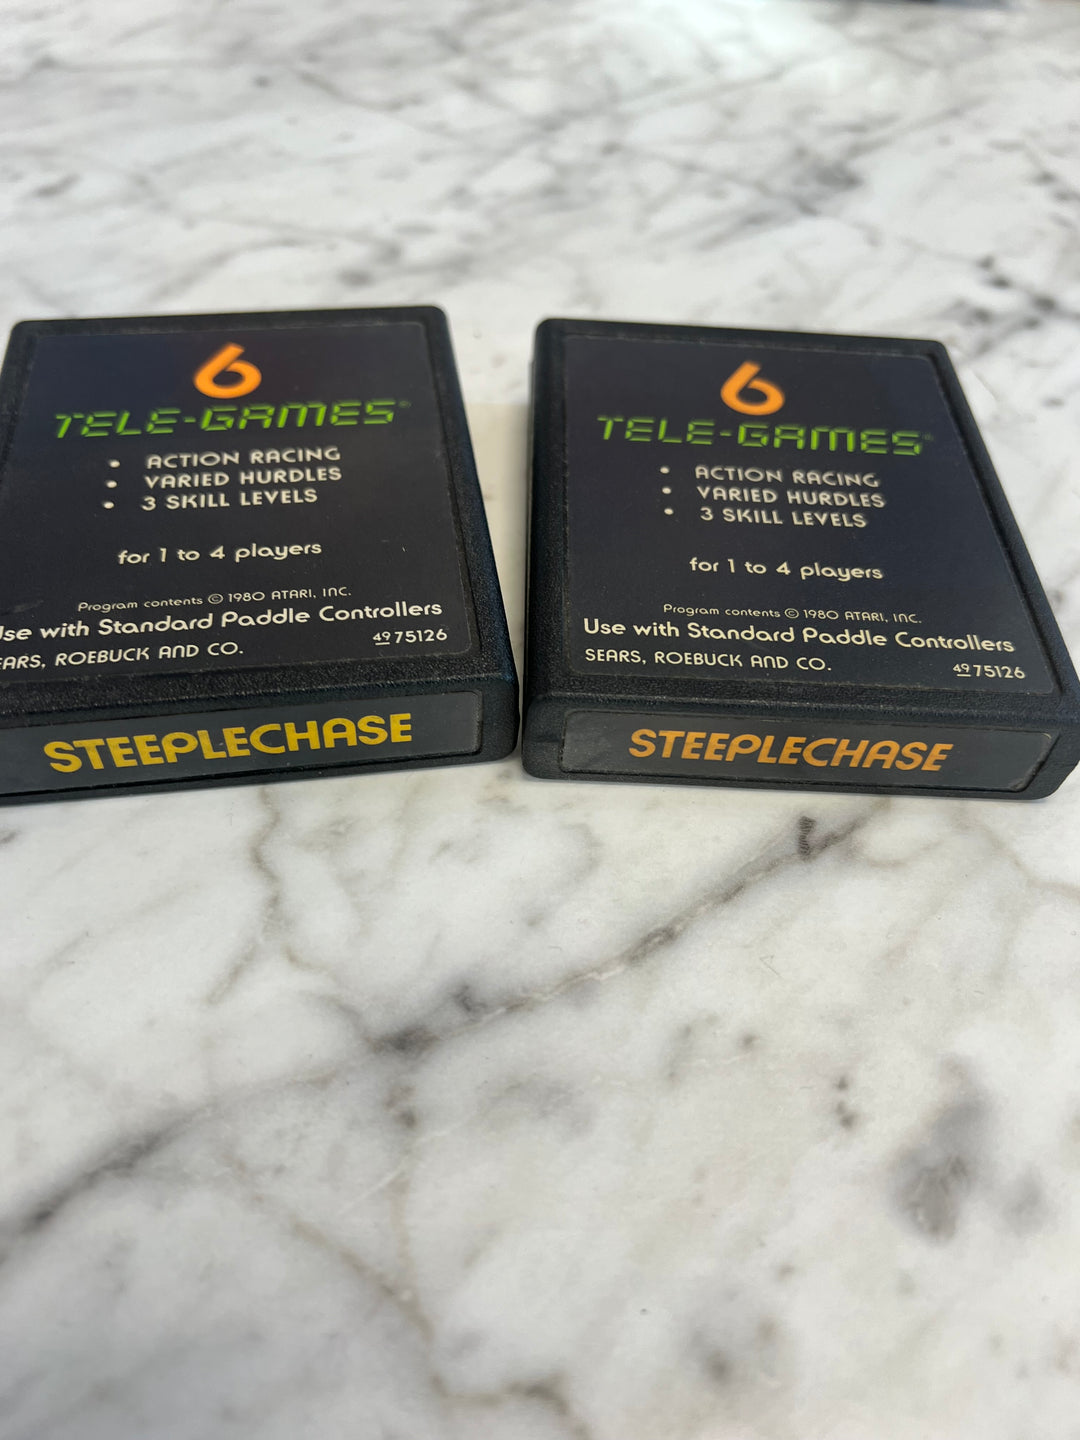 6
TELE-GAMES®
• ACTION RACING
• VARIED HURDLES
• 3 SKILL LEVELS
for 1 to 4 players
Program contents © 1980 ATARI, INC.
Use with Standard Paddle Controllers
SEARS, ROEBUCK AND CO.
49 75126
STEEPLECHASE
6
TELE-GAMES®
• ACTION RACING
• VARIED HURDLES
• 3 SKILL LEVELS
for 1 to 4 players
Program contents © 1980 ATARI, INC.
Use with Standard Paddle Controllers
SEARS, ROEBUCK AND CO.
49 75126
STEEPLECHASE